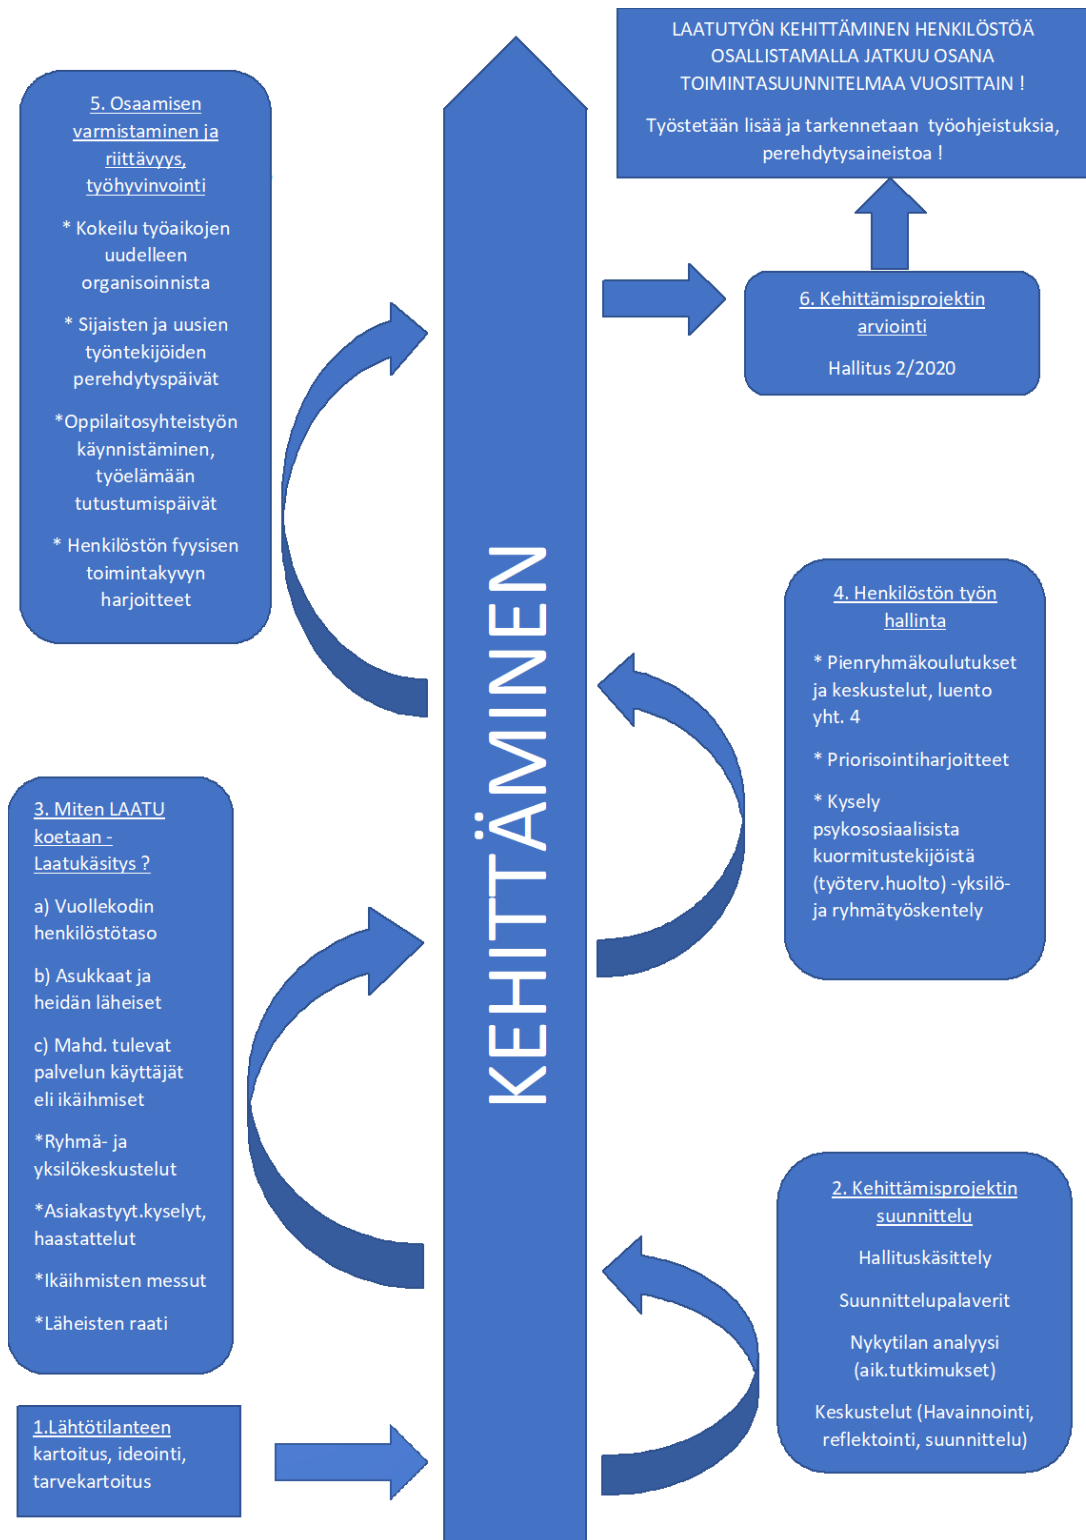 LAATUTYÖN KEHITTÄMINEN HENKILÖSTÖÄ
OSALLISTAMALLA JATKUU OSANA
TOIMINTASUUNNITELMAA VUOSITTAIN !
Työstetään lisää ja tarkennetaan työohjeistuksia,
perehdytysaineistoa !
5. Osaamisen
varmistaminen ja
riittävyys,
työhyvinvointi
* Kokeilu työaikojen
uudelleen
organisoinnista
* Sijaisten ja uusien
työntekijöiden
perehdytyspäivät
*Oppilaitosyhteistyön
käynnistäminen,
työelämään
tutustumispäivät
* Henkilöstön fyysisen
toimintakyvyn
harjoitteet
6. Kehittämisprojektin
arviointi
Hallitus 2/2020
KEHITTÄMINEN
4. Henkilöstön työn
hallinta
* Pienryhmäkoulutukset
ja keskustelut, luento
yht. 4
* Priorisointiharjoitteet
* Kysely
psykososiaalisista
kuormitustekijöistä
(työterv.huolto) -yksilö-
ja ryhmätyöskentely
3. Miten LAATU
koetaan -
Laatukäsitys ?
a) Vuollekodin
henkilöstötaso
b) Asukkaat ja
heidän läheiset
c) Mahd. tulevat
palvelun käyttäjät
eli ikäihmiset
*Ryhmä- ja
yksilökeskustelut
*Asiakastyyt.kyselyt,
haastattelut
*Ikäihmisten messut
*Läheisten raati
2. Kehittämisprojektin
suunnittelu
Hallituskäsittely
Suunnittelupalaverit
Nykytilan analyysi
(aik.tutkimukset)
Keskustelut (Havainnointi,
reflektointi, suunnittelu)
1.Lähtötilanteen
kartoitus, ideointi,
tarvekartoitus